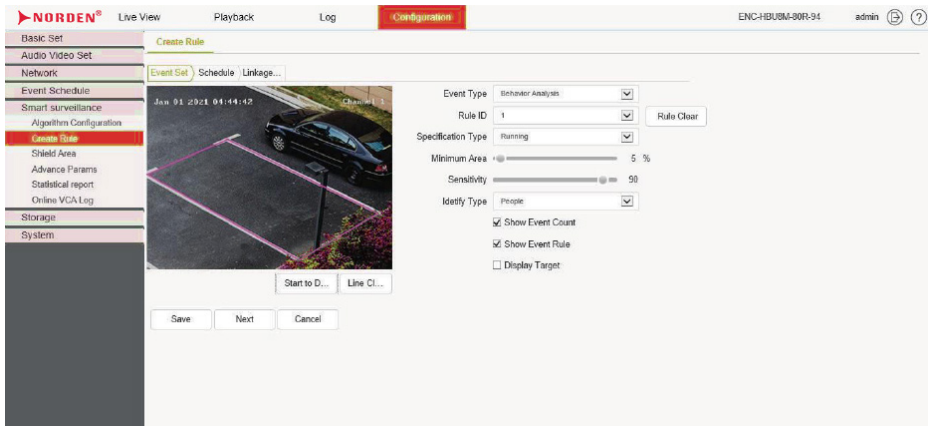 NORDEN® Live View Playback Log Configuration ENC-HBU8M-80R-94 admin ?
Basic Set
Audio Video Set
Network
Event Schedule
Smart surveillance
Algorithm Configuration
Create Rule
Shield Area
Advance Params
Statistical report
Online VCA Log
Storage
System
Create Rule
Event Set Schedule Linkage...
Jan 01 2021 04:44:42 Channel 1
Start to D... Line Cl...
Save Next Cancel
Event Type Behavior Analysis
Rule ID 1 Rule Clear
Specification Type Running
Minimum Area 5 %
Sensitivity 90
Idetify Type People
Show Event Count
Show Event Rule
Display Target